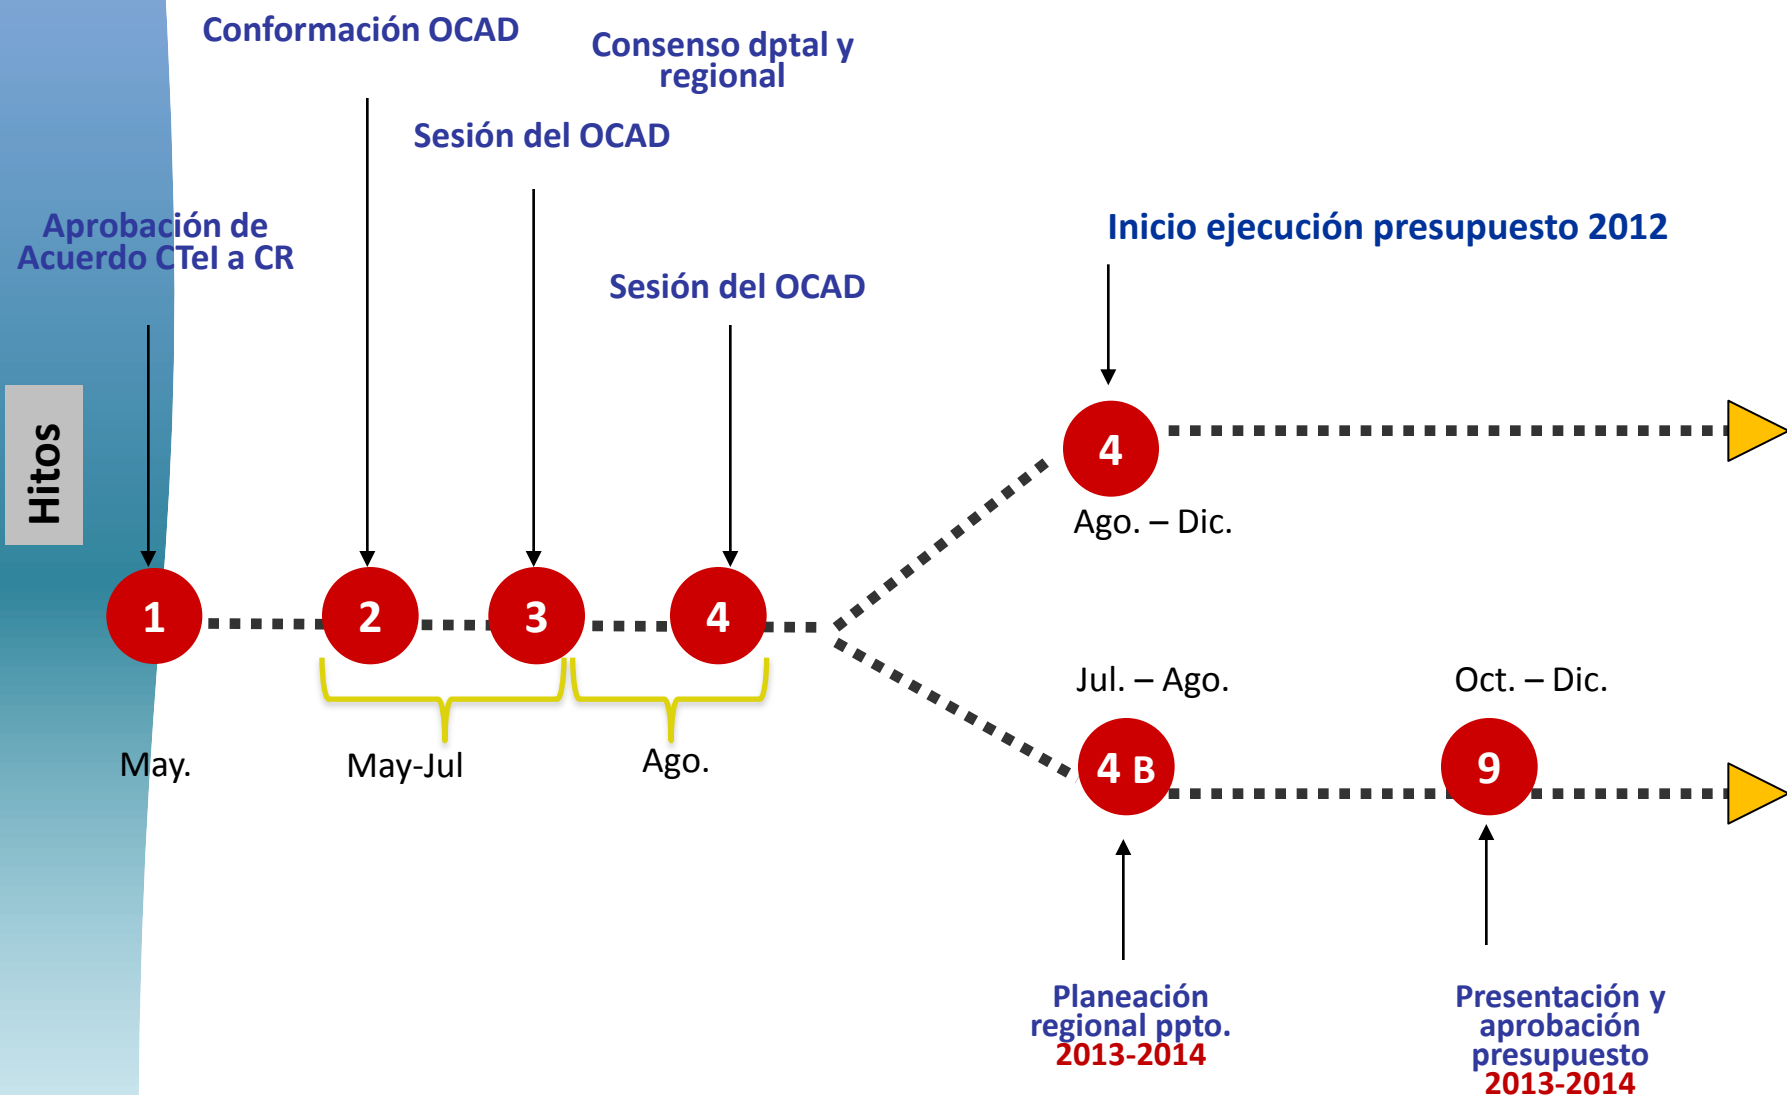 Conformación OCAD
Consenso dptal y
regional
Sesión del OCAD
Aprobación de
Acuerdo CTeI a CR
Inicio ejecución presupuesto 2012
Sesión del OCAD
Hitos
4
Ago. – Dic.
1
2
3
4
May.
May-Jul
Ago.
Jul. – Ago.
Oct. – Dic.
4 B
9
Planeación
regional ppto.
2013-2014
Presentación y
aprobación
presupuesto
2013-2014